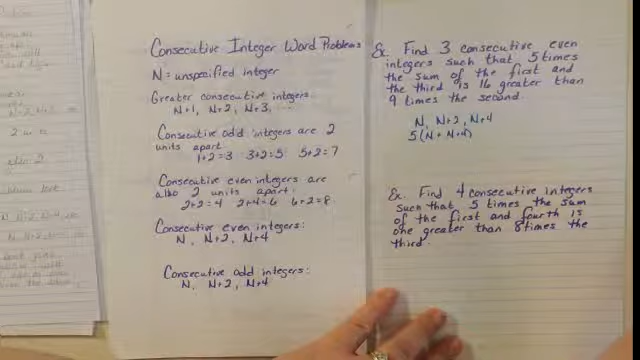 Consecutive Integer Word Problems
N = unspecified integer
Greater consecutive integers:
N+1, N+2, N+3, ...
Consecutive odd integers are 2
units apart.
1+2=3 3+2=5 5+2=7
Consecutive even integers are
also 2 units apart.
2+2=4 2+4=6 6+2=8
Consecutive even integers:
N, N+2, N+4
Consecutive odd integers:
N, N+2, N+4
Ex. Find 3 consecutive even
integers such that 5 times
the sum of the first and
the third is 16 greater than
9 times the second.
N, N+2, N+4
5(N+N+4)
Ex. Find 4 consecutive integers
such that 5 times the sum
of the first and fourth is
one greater than 8 times the
third.